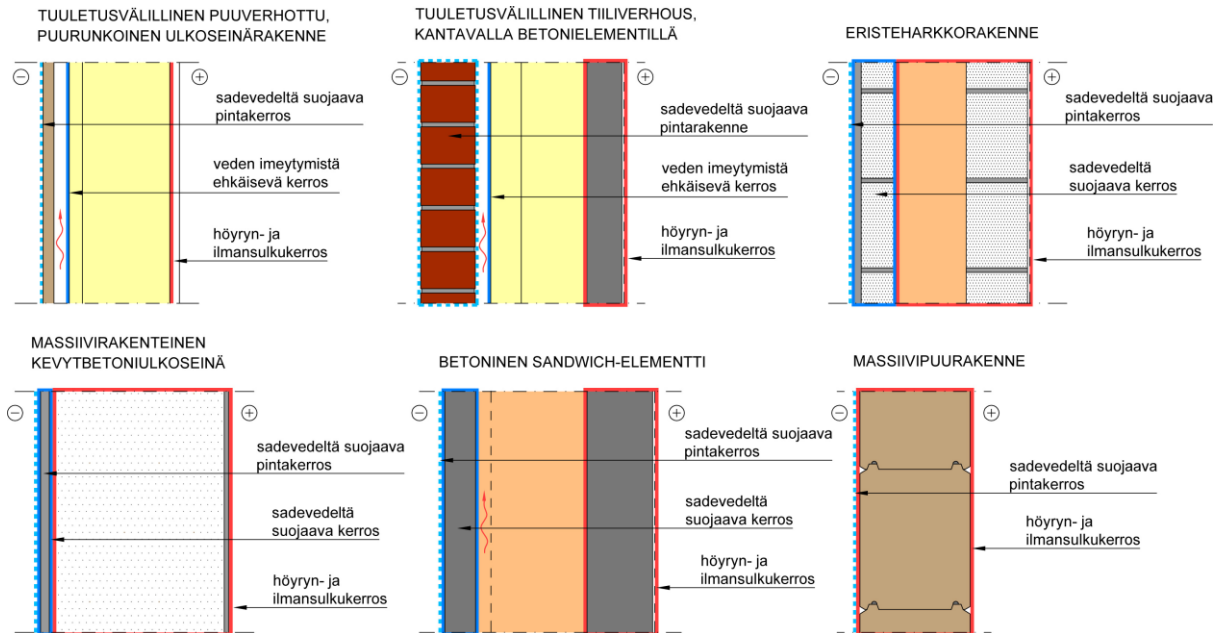 TUULETUSVÄLILLINEN PUUVERHOTTU,
PUURUNKOINEN ULKOSEINÄRAKENNE
sadevedeltä suojaava
pintakerros
veden imeytymistä
ehkäisevä kerros
höyryn- ja
ilmansulkukerros
TUULETUSVÄLILLINEN TIILIVERHOUS,
KANTAVALLA BETONIELEMENTILLÄ
sadevedeltä suojaava
pintarakenne
veden imeytymistä
ehkäisevä kerros
höyryn- ja
ilmansulkukerros
ERISTEHARKKORAKENNE
sadevedeltä suojaava
pintakerros
sadevedeltä
suojaava kerros
höyryn- ja
ilmansulkukerros
MASSIIVIRAKENTEINEN
KEVYTBETONIULKOSEINÄ
sadevedeltä suojaava
pintakerros
sadevedeltä
suojaava kerros
höyryn- ja
ilmansulkukerros
BETONINEN SANDWICH-ELEMENTTI
sadevedeltä suojaava
pintakerros
sadevedeltä
suojaava kerros
höyryn- ja
ilmansulkukerros
MASSIIVIPUURAKENNE
sadevedeltä suojaava
pintakerros
höyryn- ja
ilmansulkukerros